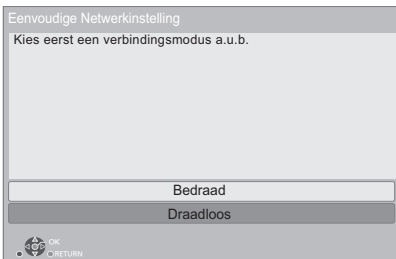 Eenvoudige Netwerkinstelling
Kies eerst een verbindingsmodus a.u.b.
Bedraad
Draadloos
OK
RETURN